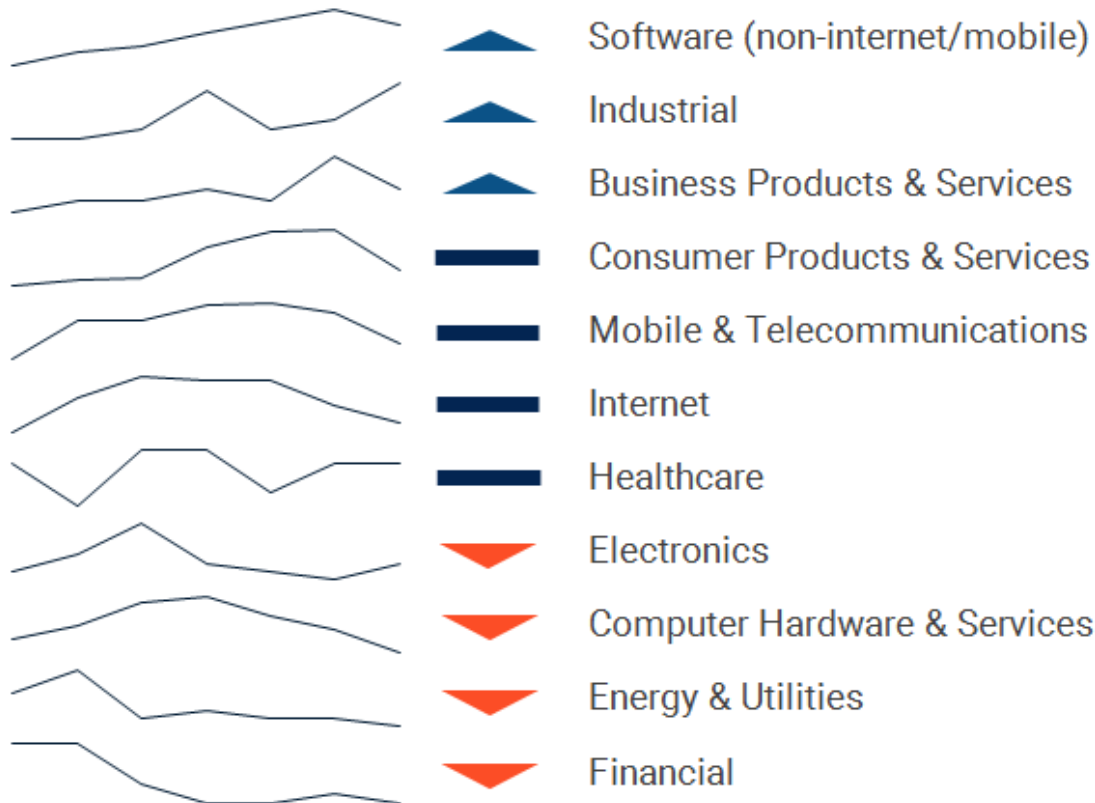 Software (non-internet/mobile)
Industrial
Business Products & Services
Consumer Products & Services
Mobile & Telecommunications
Internet
Healthcare
Electronics
Computer Hardware & Services
Energy & Utilities
Financial